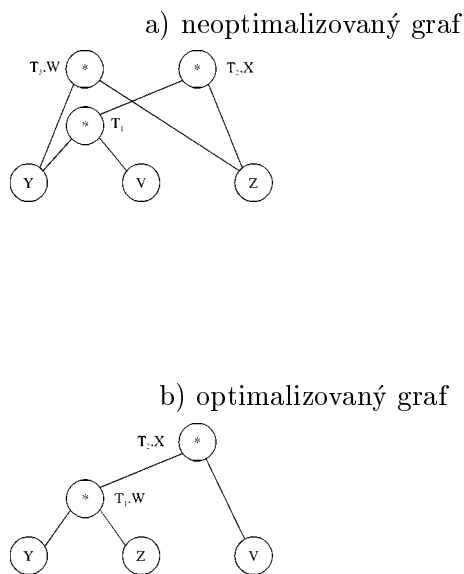 a) neoptimalizovaný graf
T₃.W * * T₂.X
* T₁
Y V Z
b) optimalizovaný graf
T₂.X *
* T₁.W
Y Z V